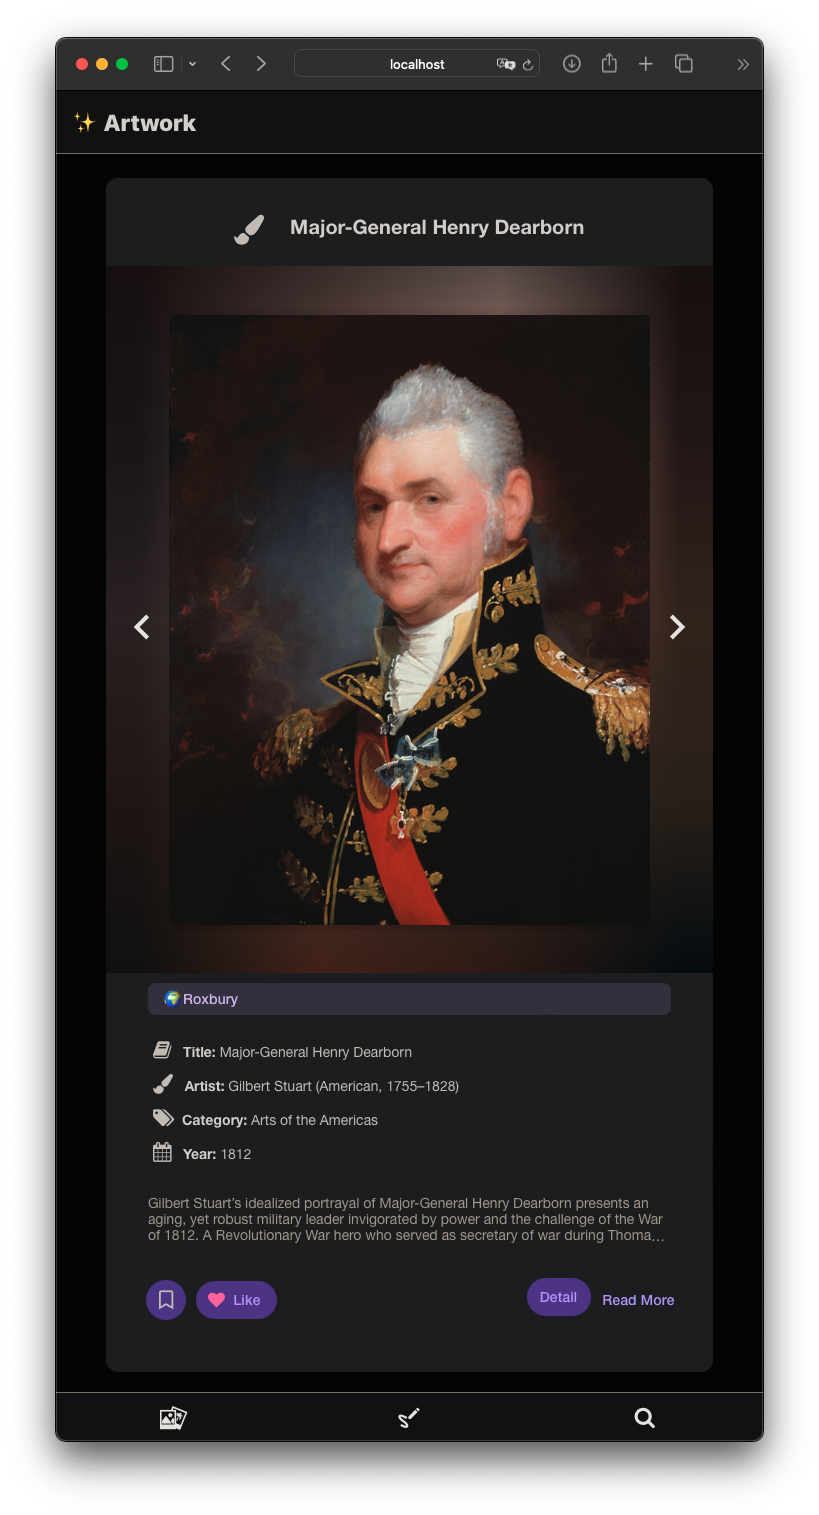 localhost
✨ Artwork
Major-General Henry Dearborn
🌍 Roxbury
Title: Major-General Henry Dearborn
Artist: Gilbert Stuart (American, 1755–1828)
Category: Arts of the Americas
Year: 1812
Gilbert Stuart’s idealized portrayal of Major-General Henry Dearborn presents an
aging, yet robust military leader invigorated by power and the challenge of the War
of 1812. A Revolutionary War hero who served as secretary of war during Thoma…
Like
Detail
Read More